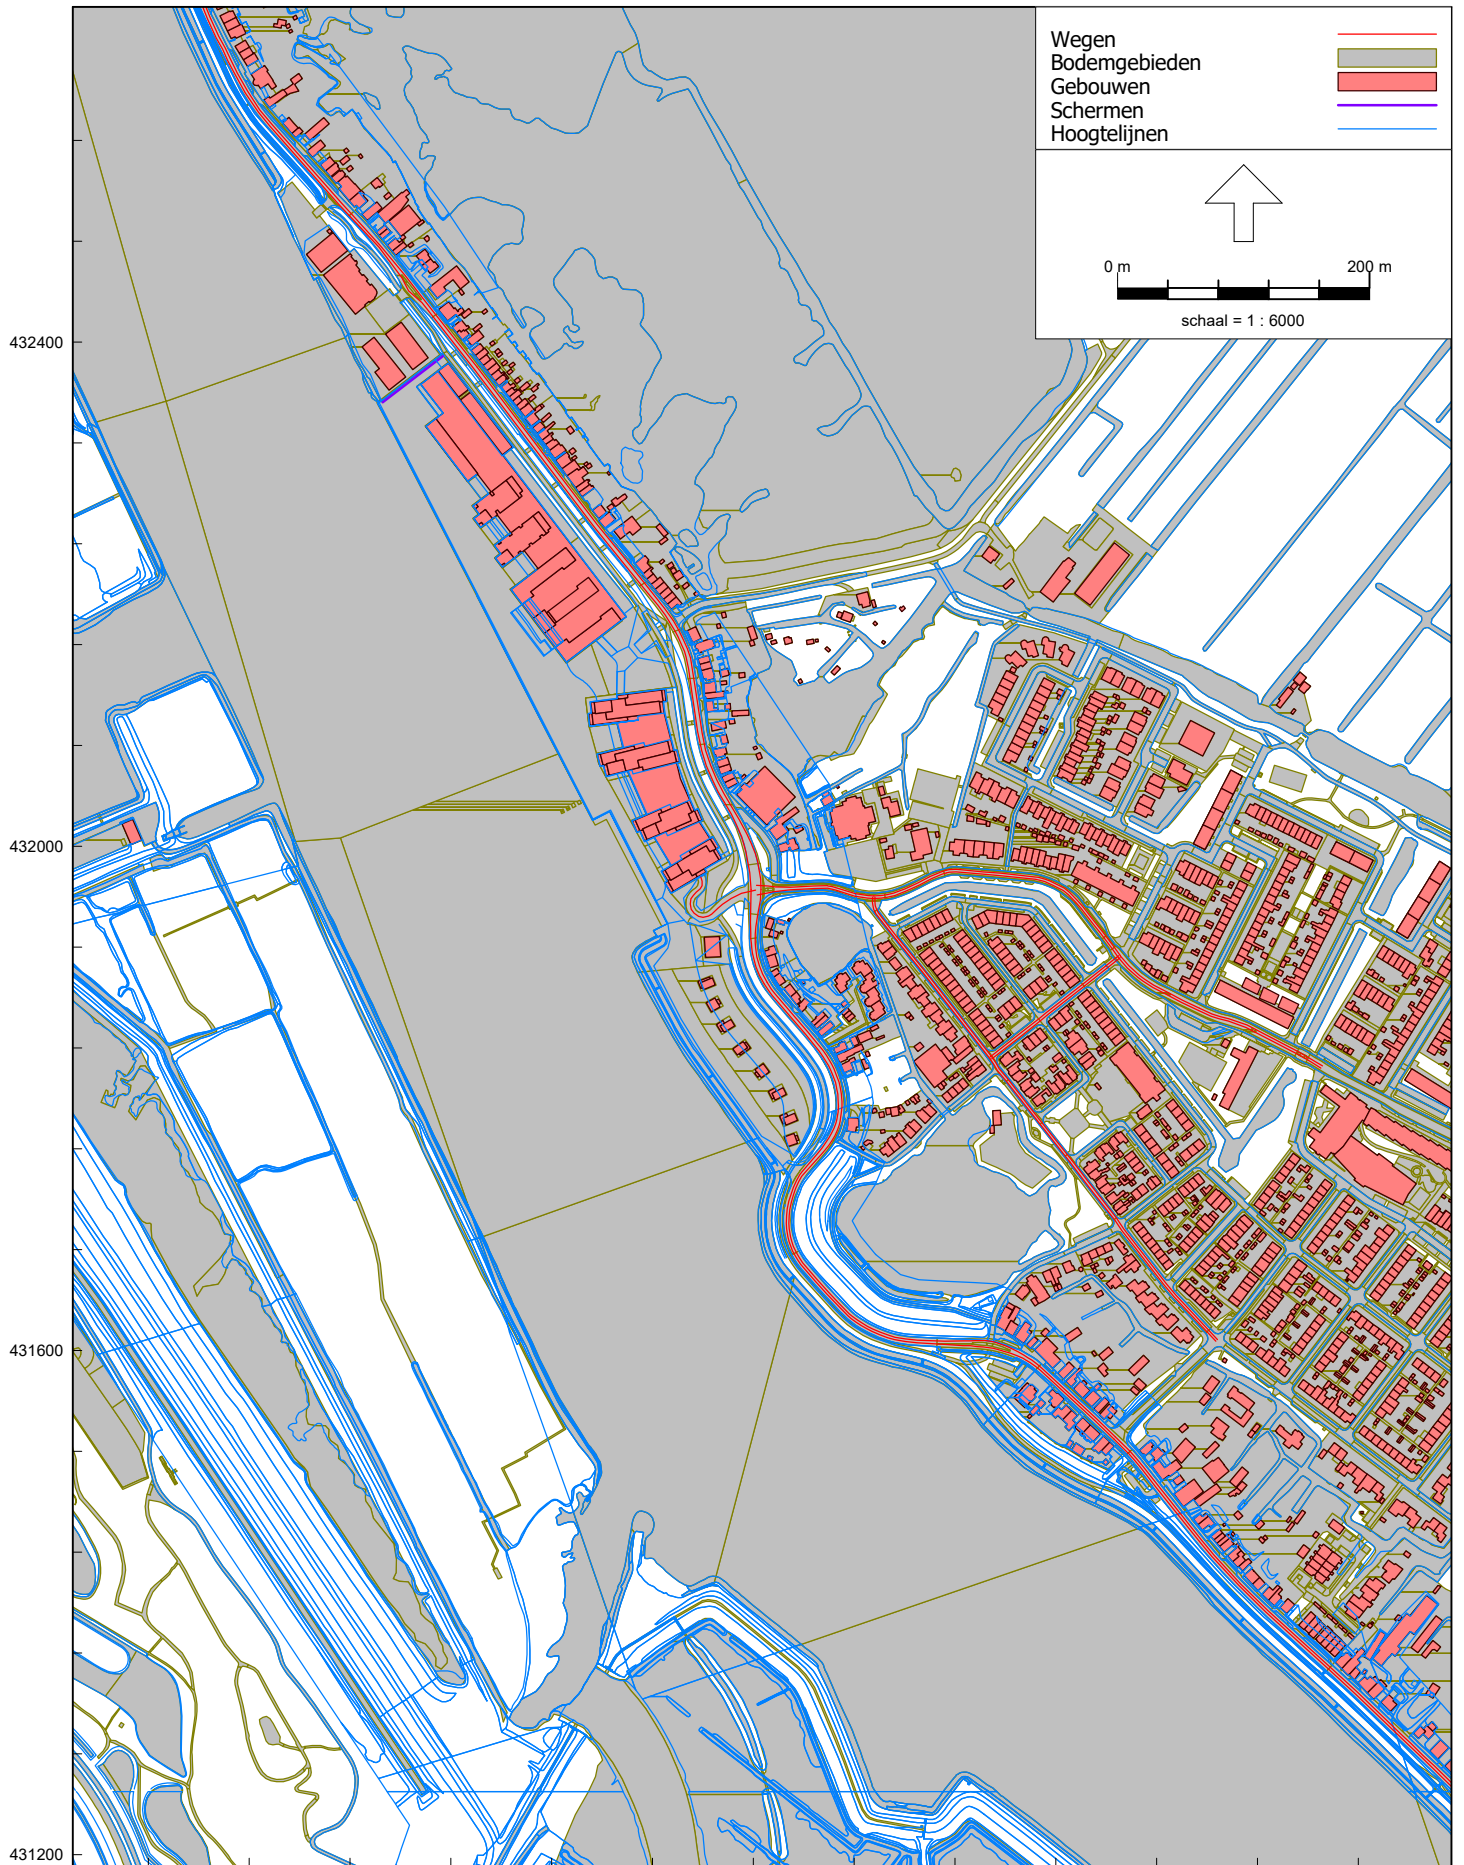 Wegen
Bodemgebieden
Gebouwen
Schermen
Hoogtelijnen
0 m 200 m
schaal = 1 : 6000
432400
432000
431600
431200